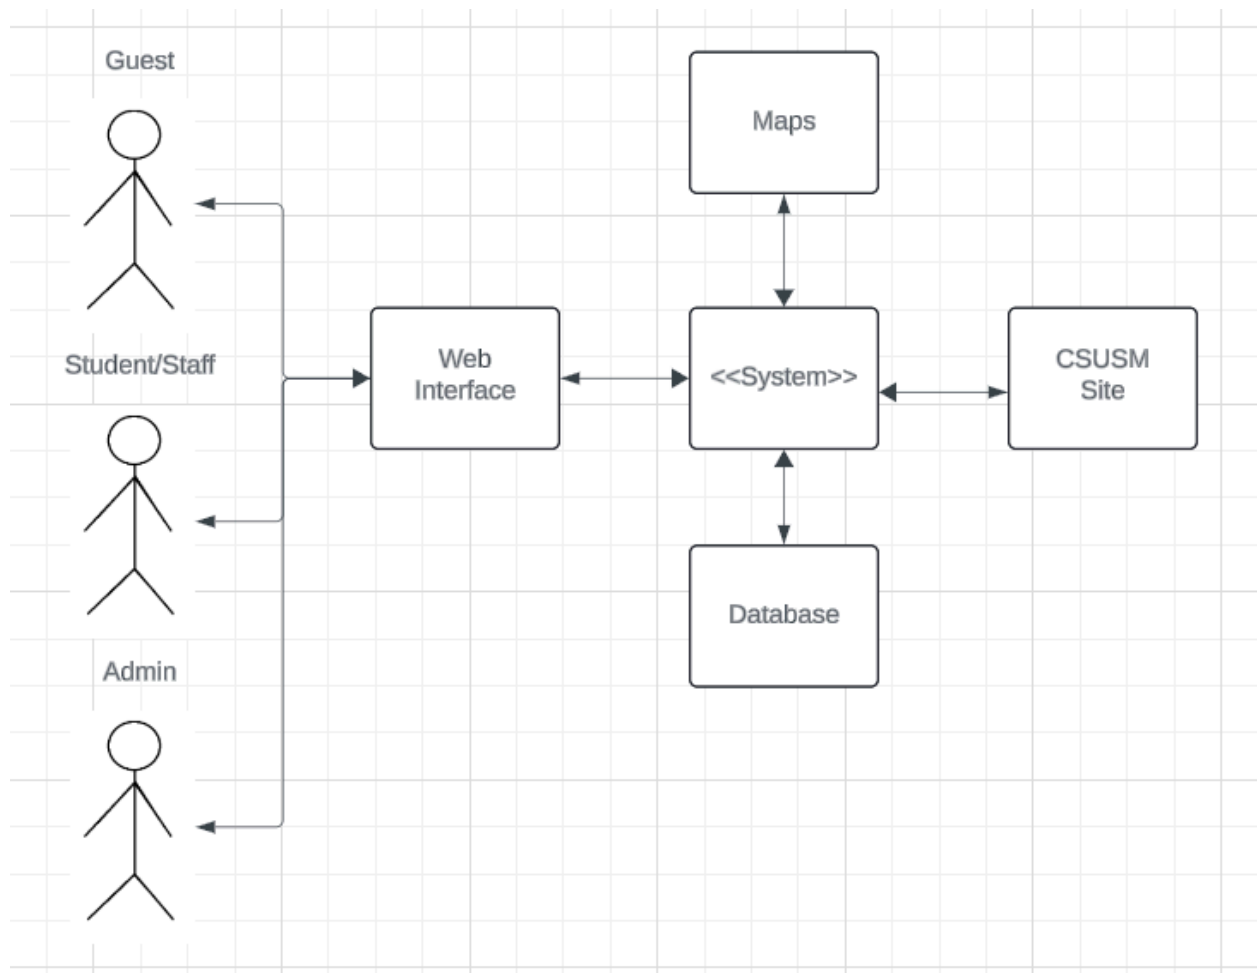 Guest
Maps
Student/Staff
Web
Interface
<<System>>
CSUSM
Site
Database
Admin